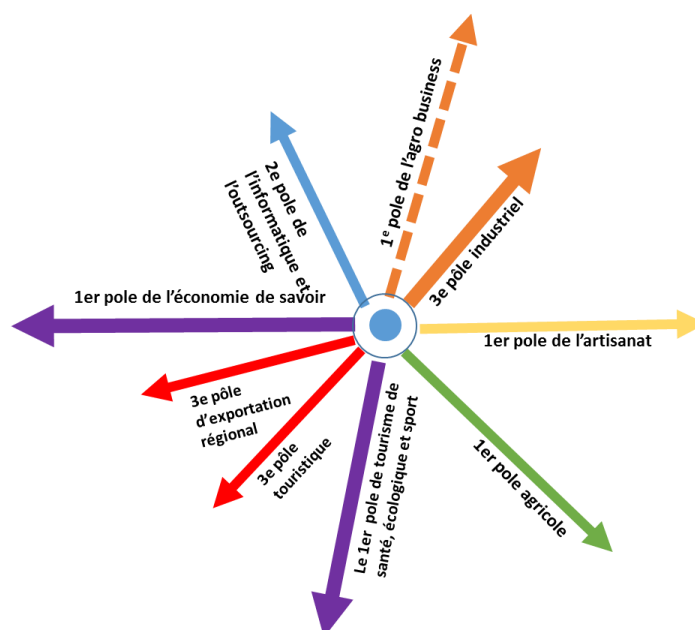 1e pole de l'agro business
2e pole de
l'informatique et
l'outsourcing
3e pôle industriel
1er pole de l'économie de savoir
1er pole de l'artisanat
3e pôle
d'exportation
régional
3e pôle
touristique
Le 1er pole de tourisme de
santé, écologique et sport
1er pole agricole